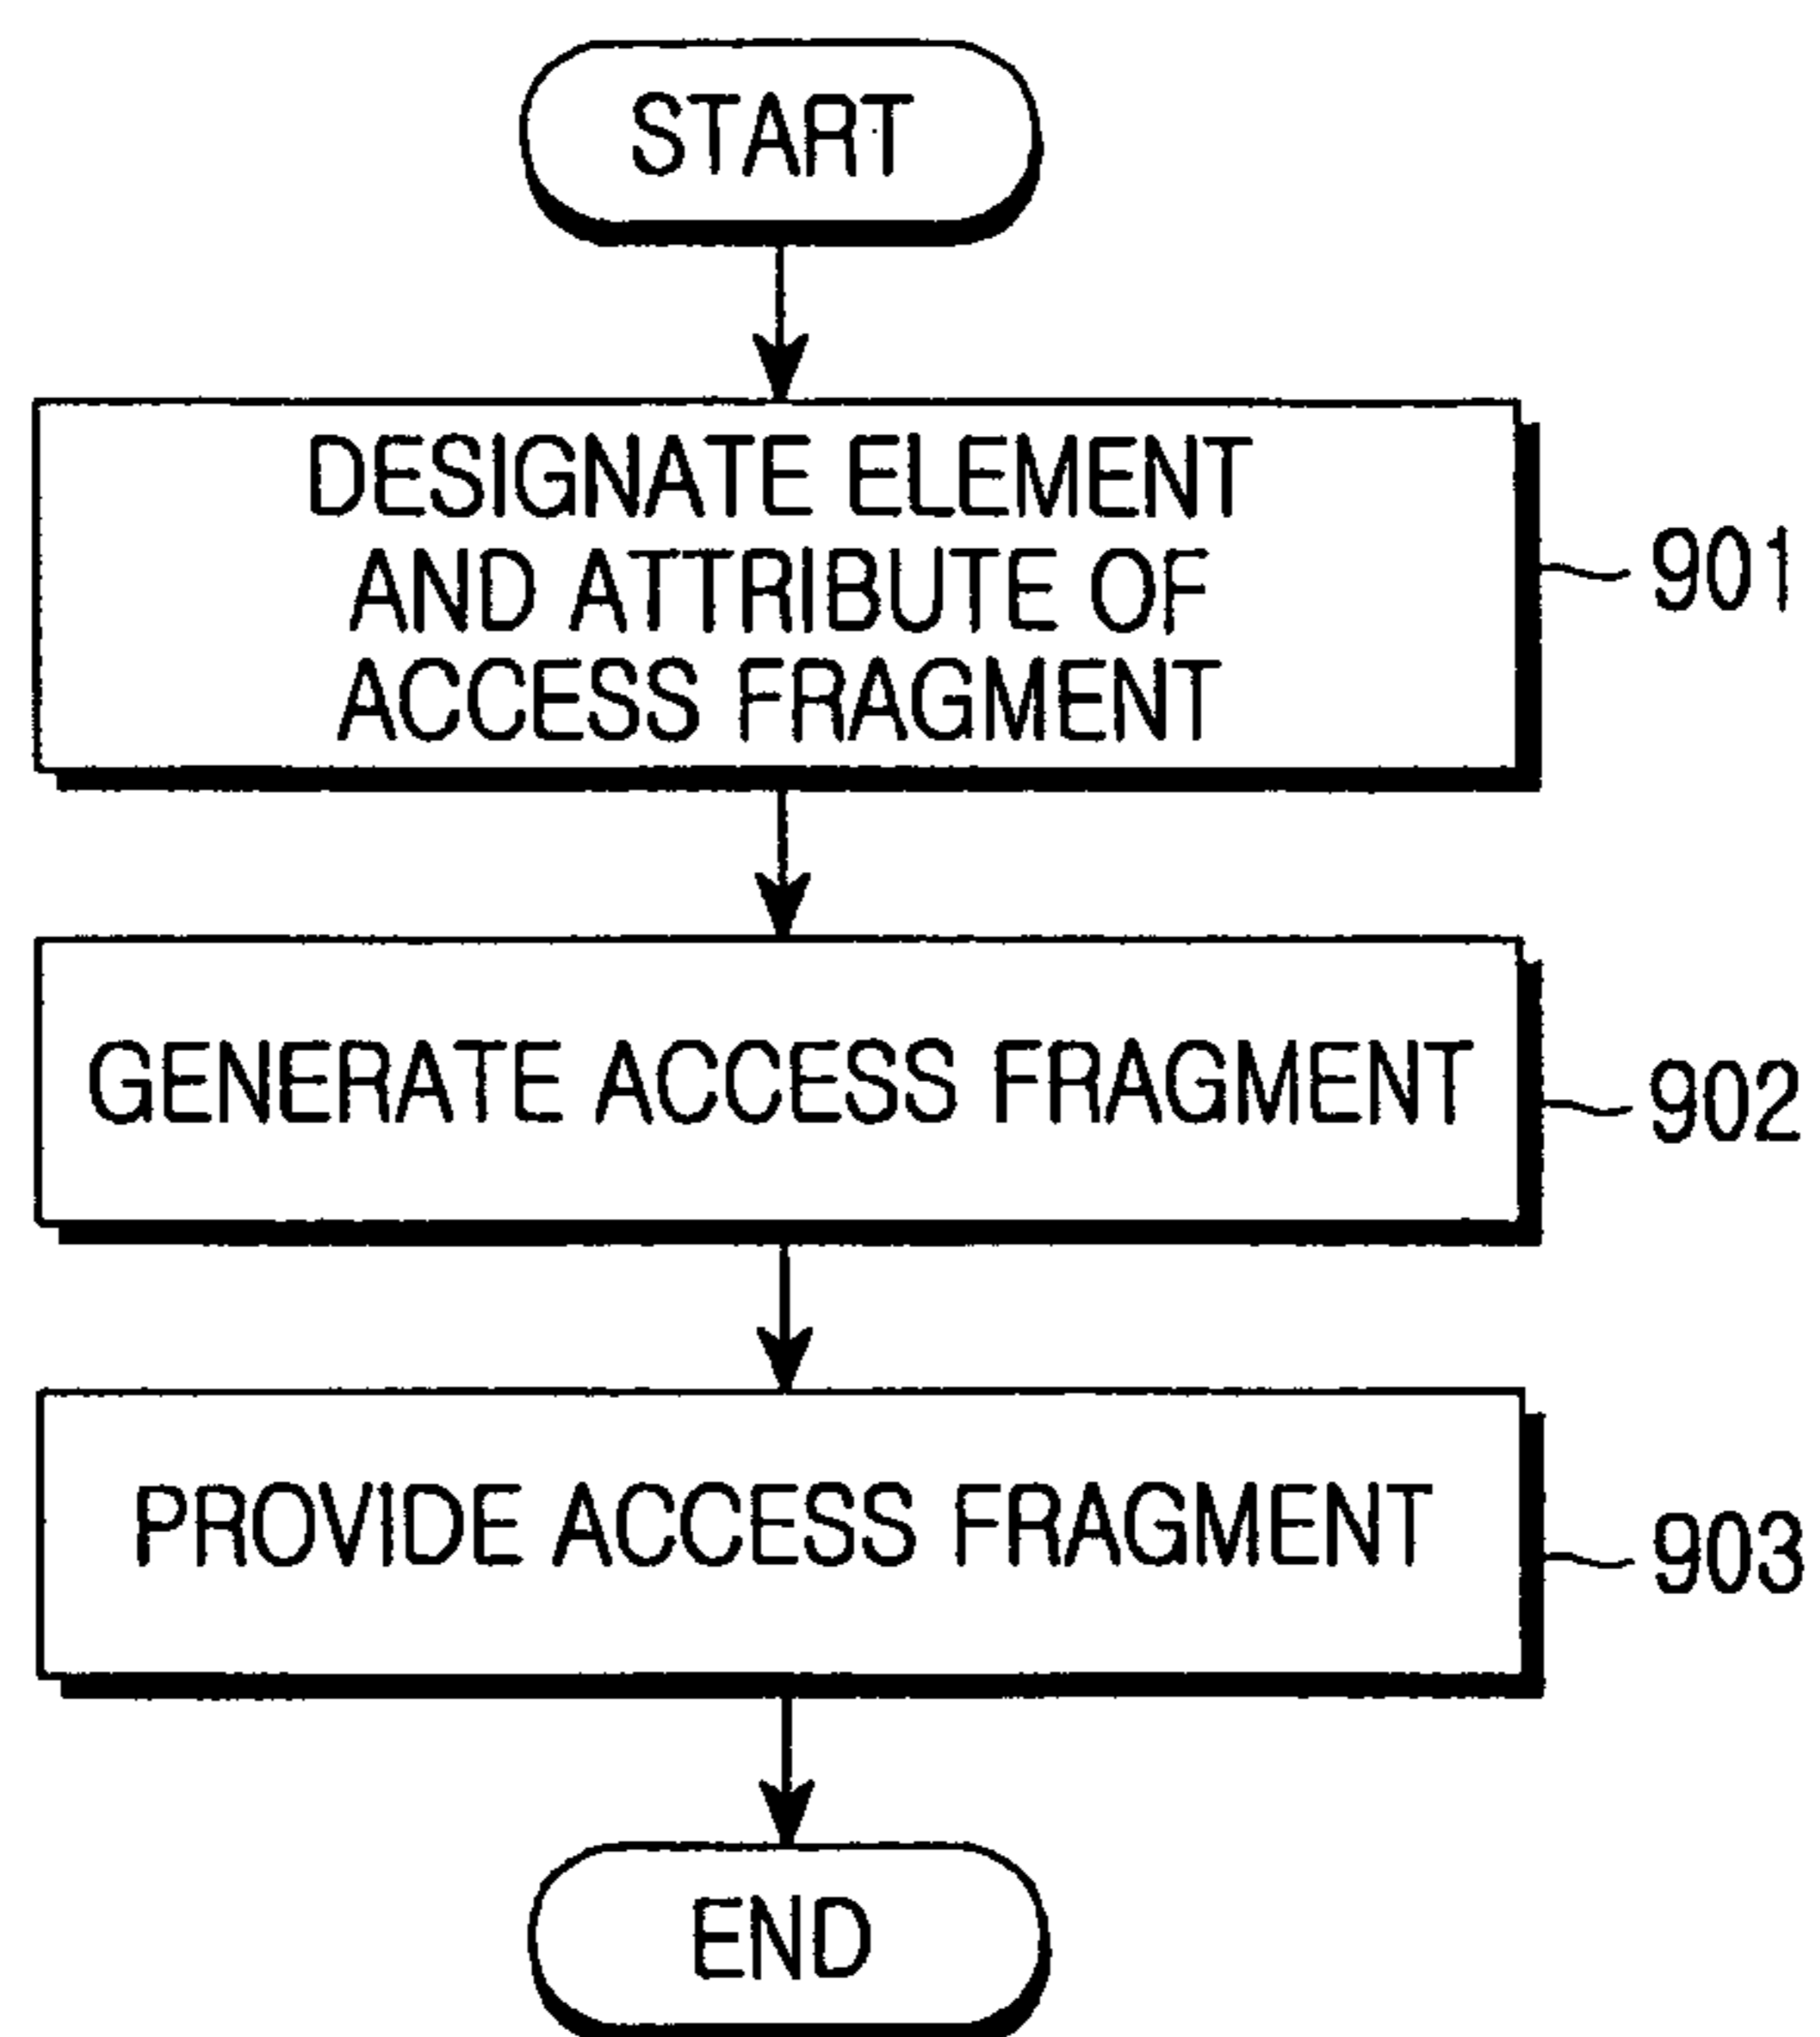 START
DESIGNATE ELEMENT
AND ATTRIBUTE OF
ACCESS FRAGMENT
901
GENERATE ACCESS FRAGMENT
902
PROVIDE ACCESS FRAGMENT
903
END